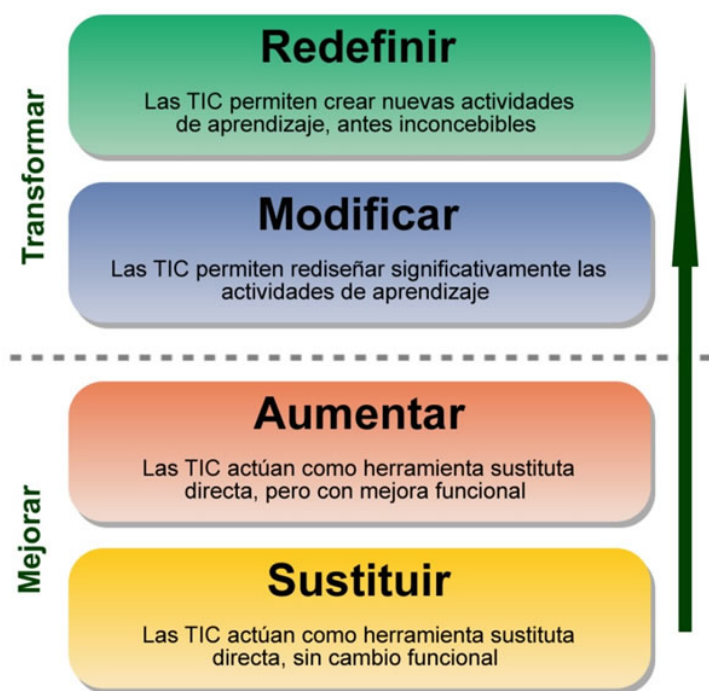 Transformar
Redefinir
Las TIC permiten crear nuevas actividades
de aprendizaje, antes inconcebibles
Modificar
Las TIC permiten rediseñar significativamente las
actividades de aprendizaje
Mejorar
Aumentar
Las TIC actúan como herramienta sustituta
directa, pero con mejora funcional
Sustituir
Las TIC actúan como herramienta sustituta
directa, sin cambio funcional